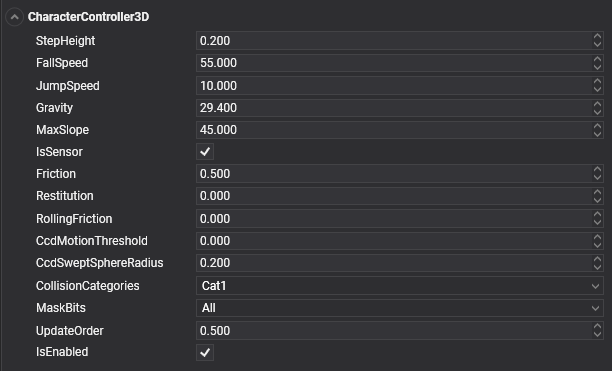 CharacterController3D
StepHeight 0.200
FallSpeed 55.000
JumpSpeed 10.000
Gravity 29.400
MaxSlope 45.000
IsSensor
Friction 0.500
Restitution 0.000
RollingFriction 0.000
CcdMotionThreshold 0.000
CcdSweptSphereRadius 0.200
CollisionCategories Cat1
MaskBits All
UpdateOrder 0.500
IsEnabled